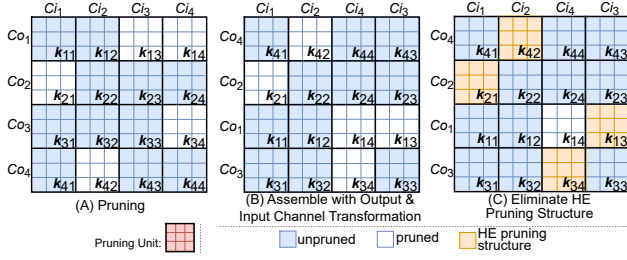 Ci1 Ci2 Ci3 Ci4
Co1 k11 k12 k13 k14
Co2 k21 k22 k23 k24
Co3 k31 k32 k33 k34
Co4 k41 k42 k43 k44
(A) Pruning
Ci1 Ci2 Ci4 Ci3
Co4 k41 k42 k44 k43
Co2 k21 k22 k24 k23
Co1 k11 k12 k14 k13
Co3 k31 k32 k34 k33
(B) Assemble with Output &
Input Channel Transformation
Ci1 Ci2 Ci4 Ci3
Co4 k41 k42 k44 k43
Co2 k21 k22 k24 k23
Co1 k11 k12 k14 k13
Co3 k31 k32 k34 k33
(C) Eliminate HE
Pruning Structure
Pruning Unit:
unpruned
pruned
HE pruning
structure